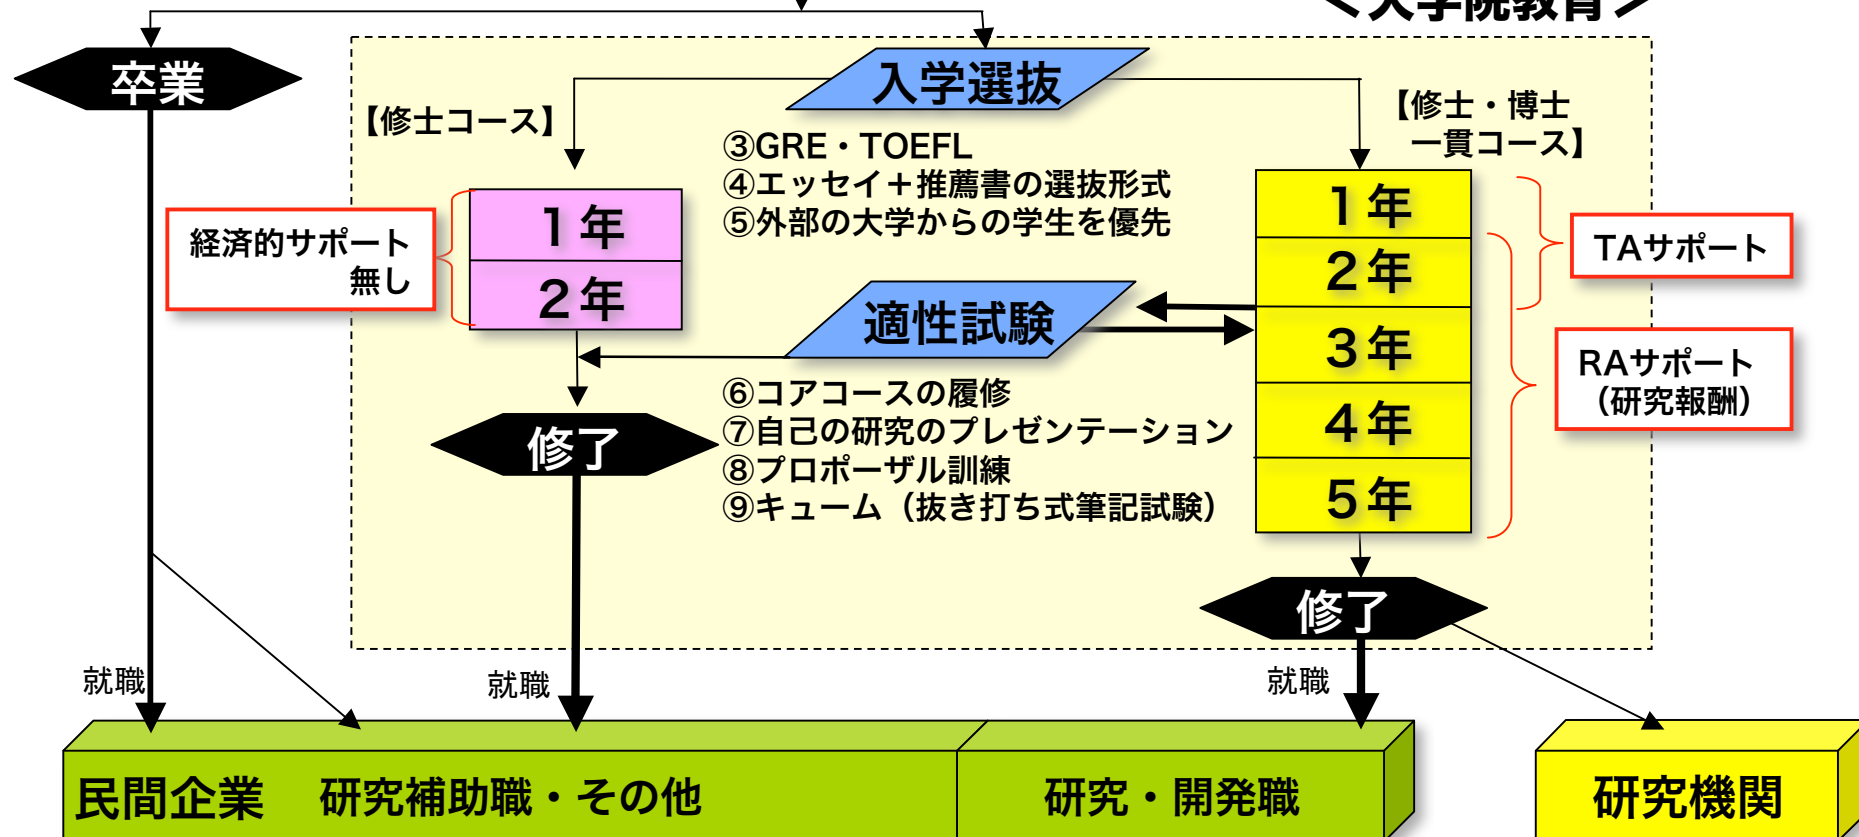 ＜大学院教育＞
卒業
入学選抜
【修士コース】
【修士・博士
一貫コース】
③GRE・TOEFL
④エッセイ＋推薦書の選抜形式
⑤外部の大学からの学生を優先
経済的サポート
無し
１年
２年
１年
２年
３年
４年
５年
TAサポート
RAサポート
（研究報酬）
適性試験
⑥コアコースの履修
⑦自己の研究のプレゼンテーション
⑧プロポーザル訓練
⑨キューム（抜き打ち式筆記試験）
修了
修了
就職
就職
就職
民間企業　研究補助職・その他
研究・開発職
研究機関